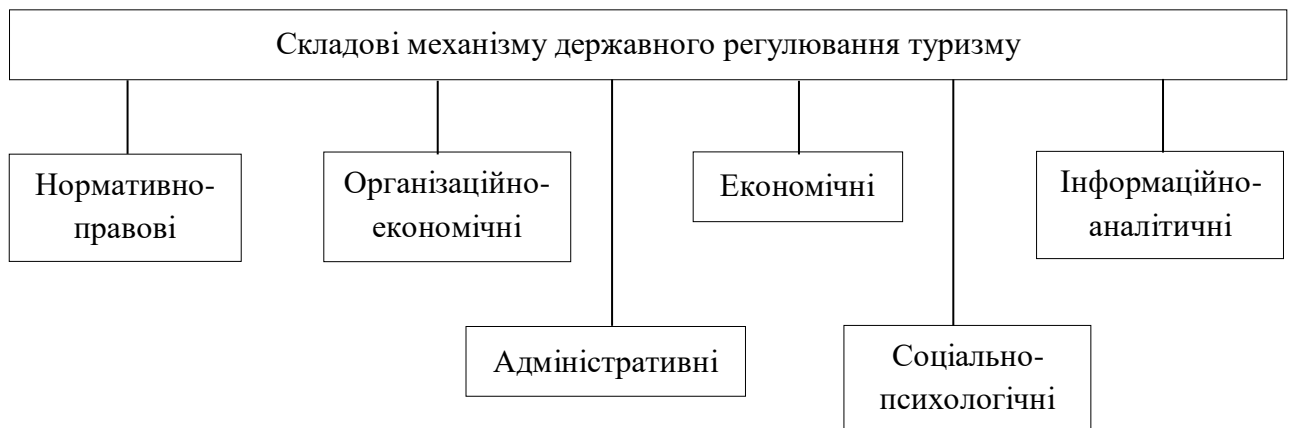 Складові механізму державного регулювання туризму
Нормативно-
правові
Організаційно-
економічні
Економічні
Інформаційно-
аналітичні
Адміністративні
Соціально-
психологічні